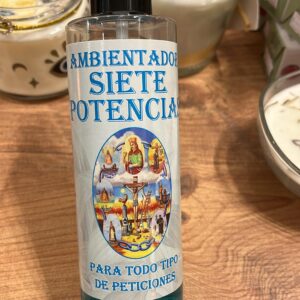 AMBIENTADOR
SIETE
POTENCIAS
PARA TODO TIPO
DE PETICIONES